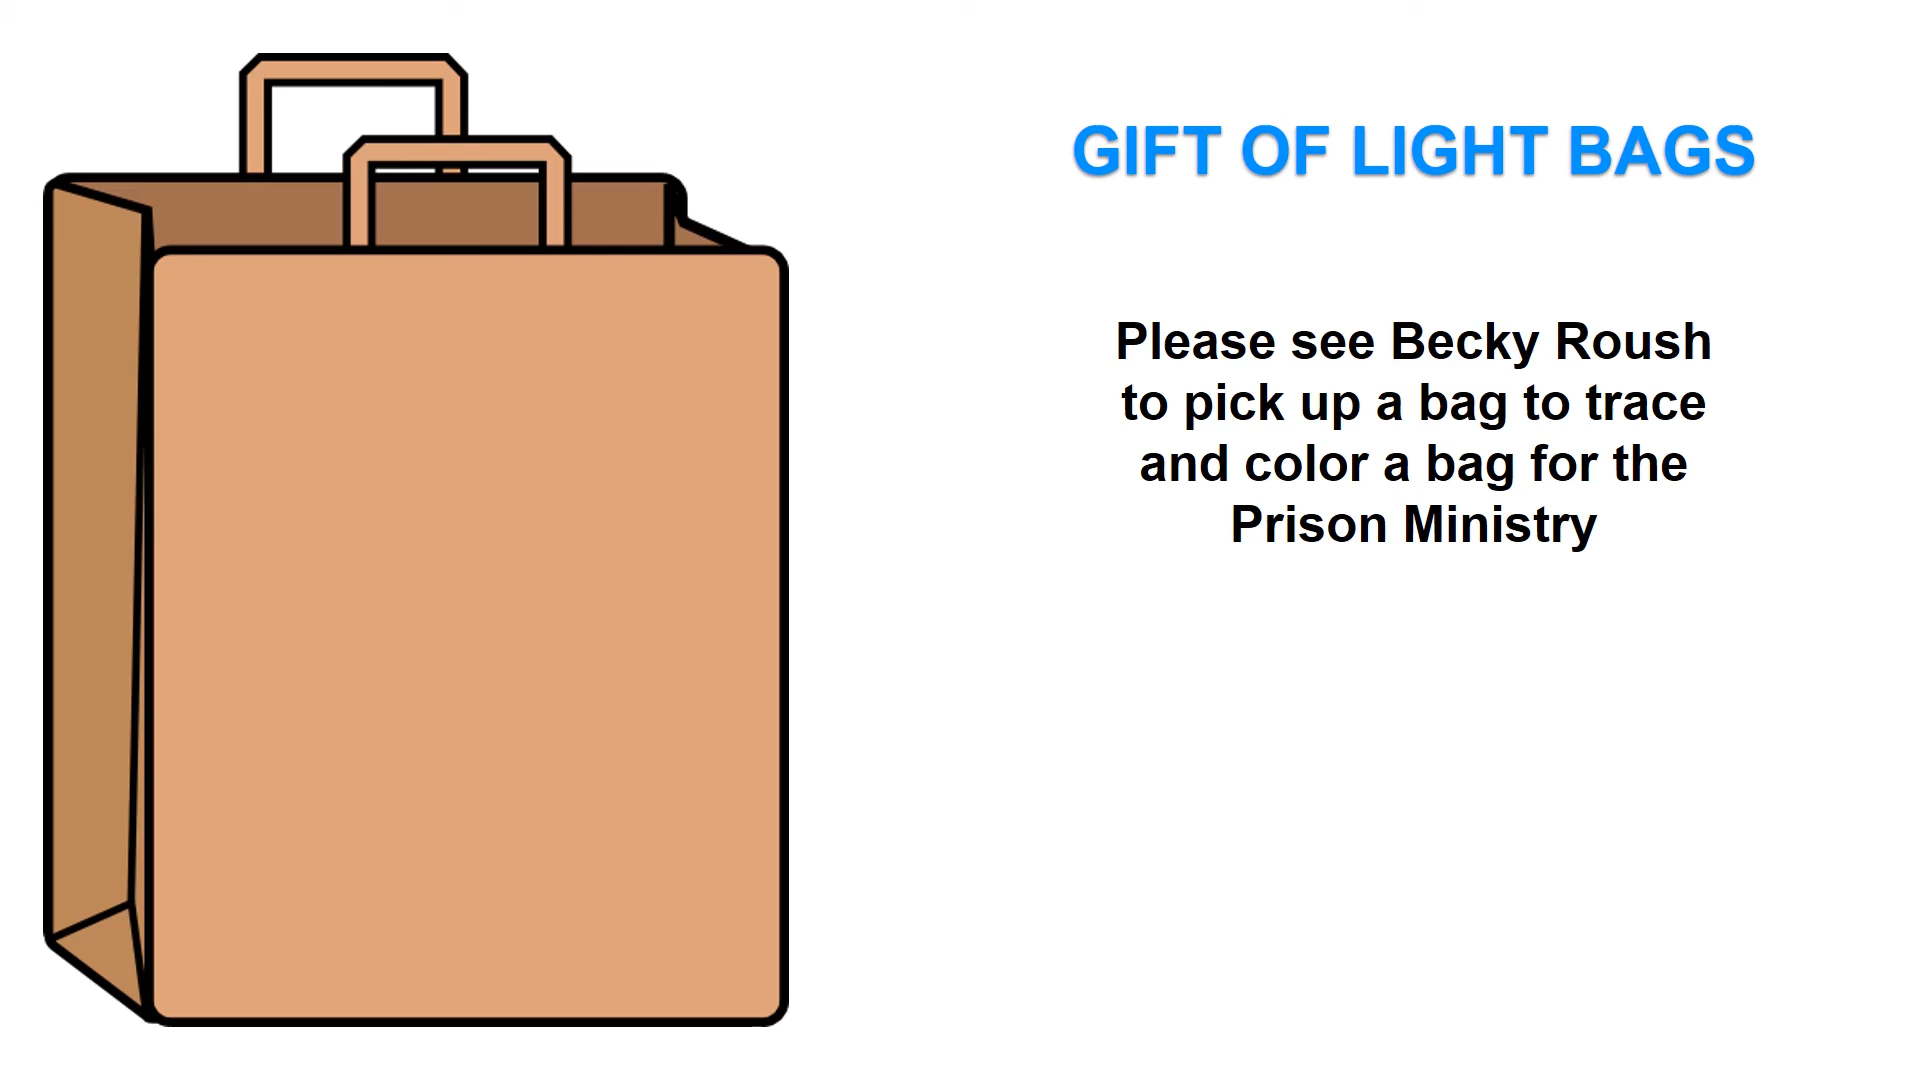 GIFT OF LIGHT BAGS
Please see Becky Roush
to pick up a bag to trace
and color a bag for the
Prison Ministry